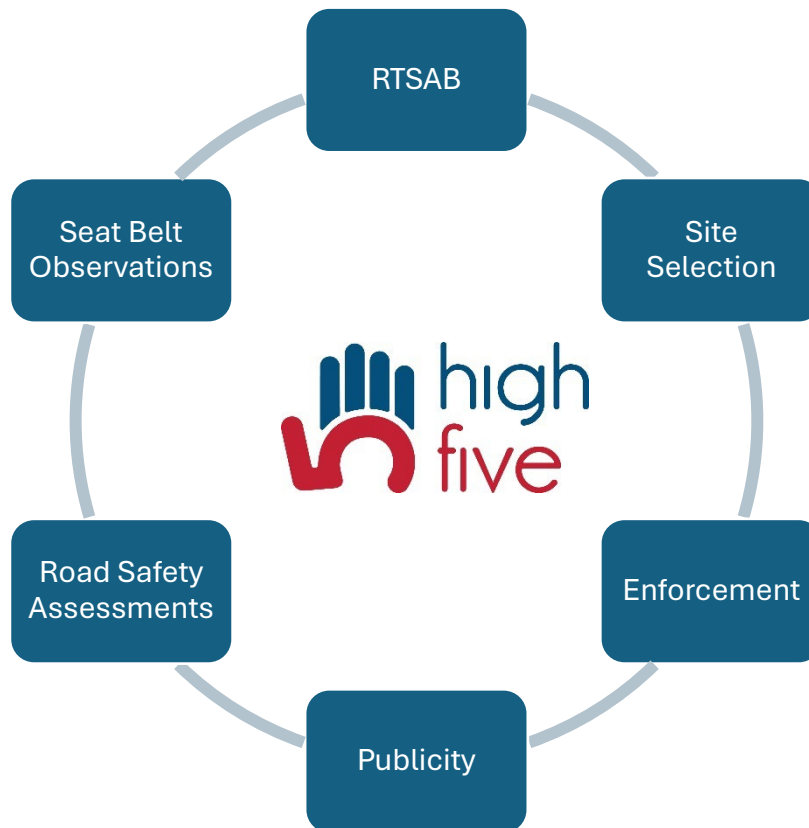 RTSAB
Site
Selection
Enforcement
Publicity
Road Safety
Assessments
Seat Belt
Observations
high
five